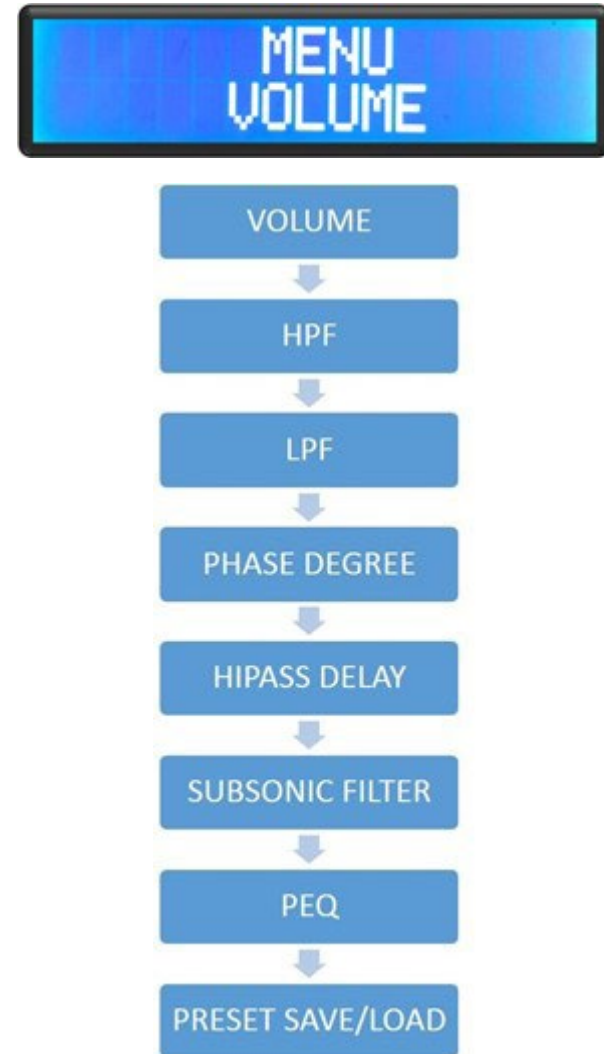 MENU
VOLUME
VOLUME
HPF
LPF
PHASE DEGREE
HIPASS DELAY
SUBSONIC FILTER
PEQ
PRESET SAVE/LOAD